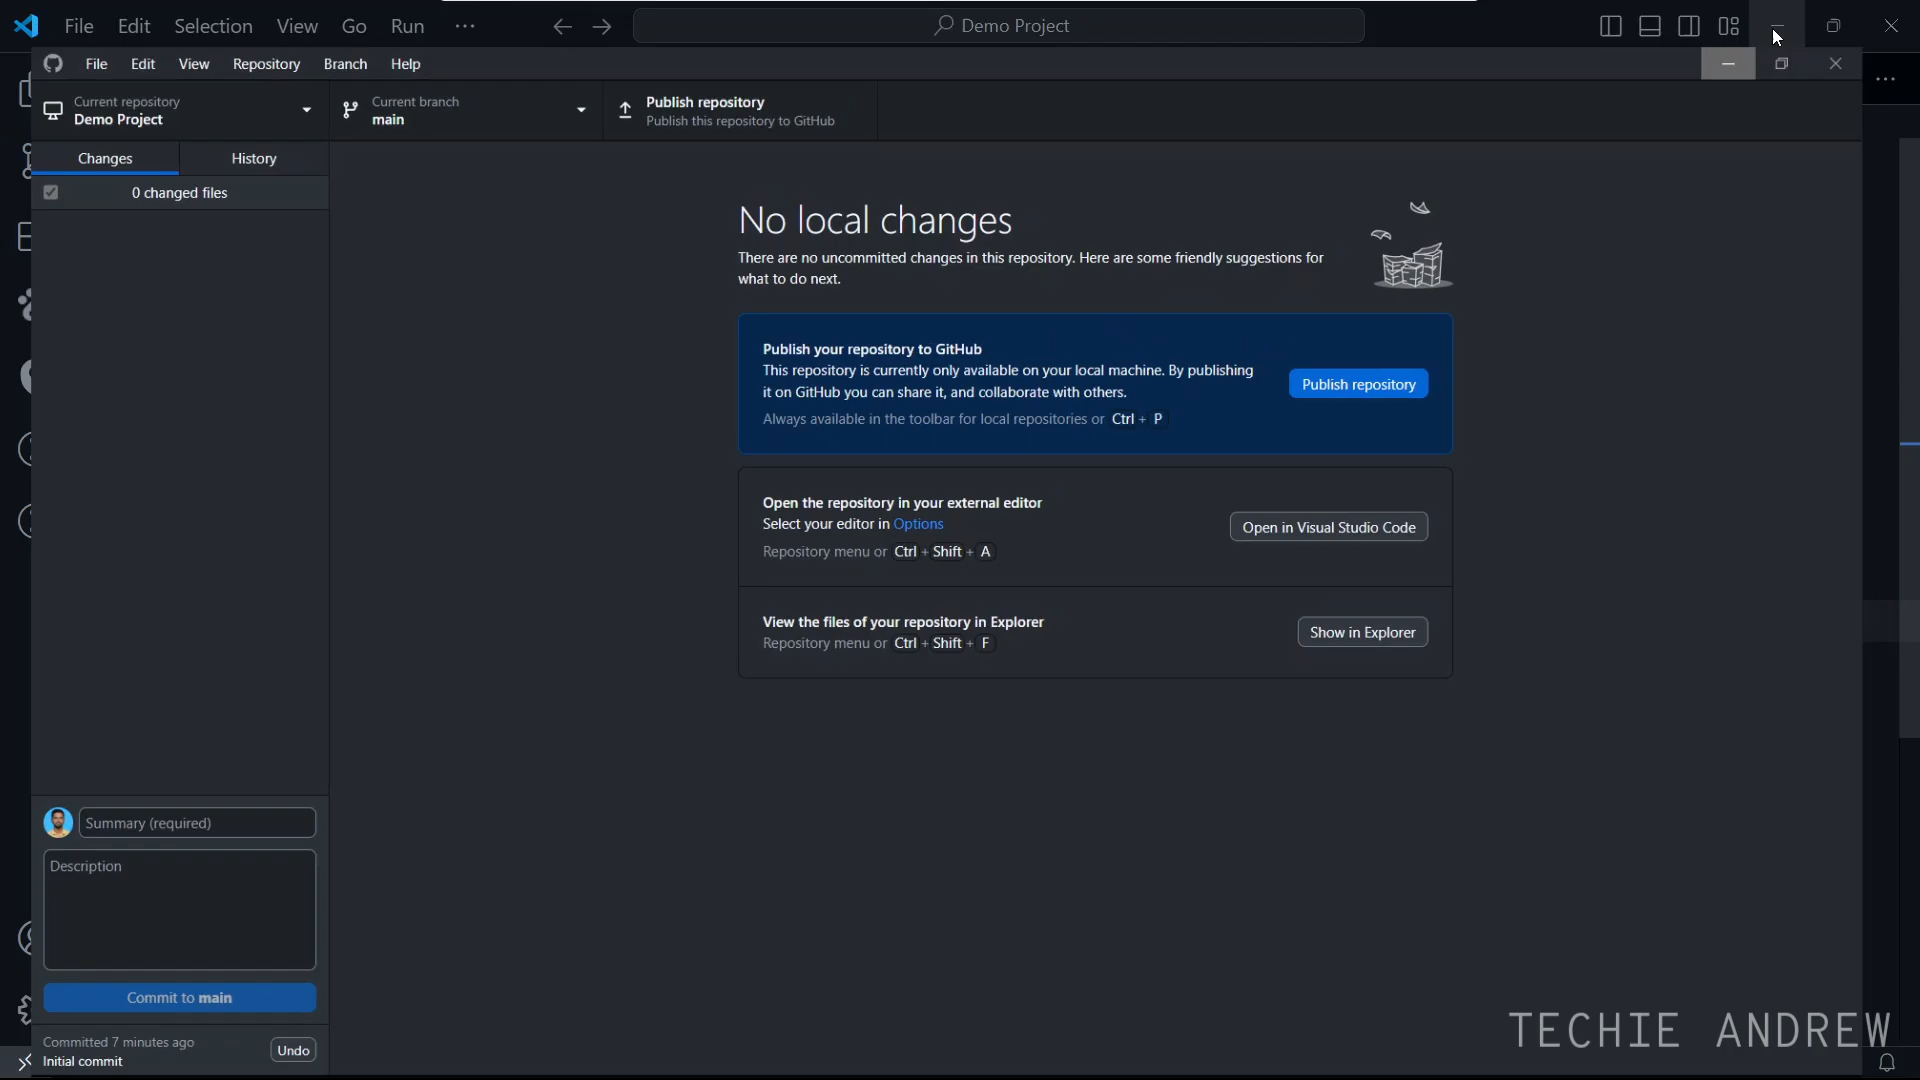 File Edit Selection View Go Run ··· Demo Project
File Edit View Repository Branch Help
Current repository
Demo Project
Current branch
main
Publish repository
Publish this repository to GitHub
Changes History
0 changed files
No local changes
There are no uncommitted changes in this repository. Here are some friendly suggestions for
what to do next.
Publish your repository to GitHub
This repository is currently only available on your local machine. By publishing
it on GitHub you can share it, and collaborate with others.
Always available in the toolbar for local repositories or Ctrl + P
Publish repository
Open the repository in your external editor
Select your editor in Options
Repository menu or Ctrl + Shift + A
Open in Visual Studio Code
View the files of your repository in Explorer
Repository menu or Ctrl + Shift + F
Show in Explorer
Summary (required)
Description
Commit to main
Committed 7 minutes ago
Initial commit
Undo
TECHIE ANDREW